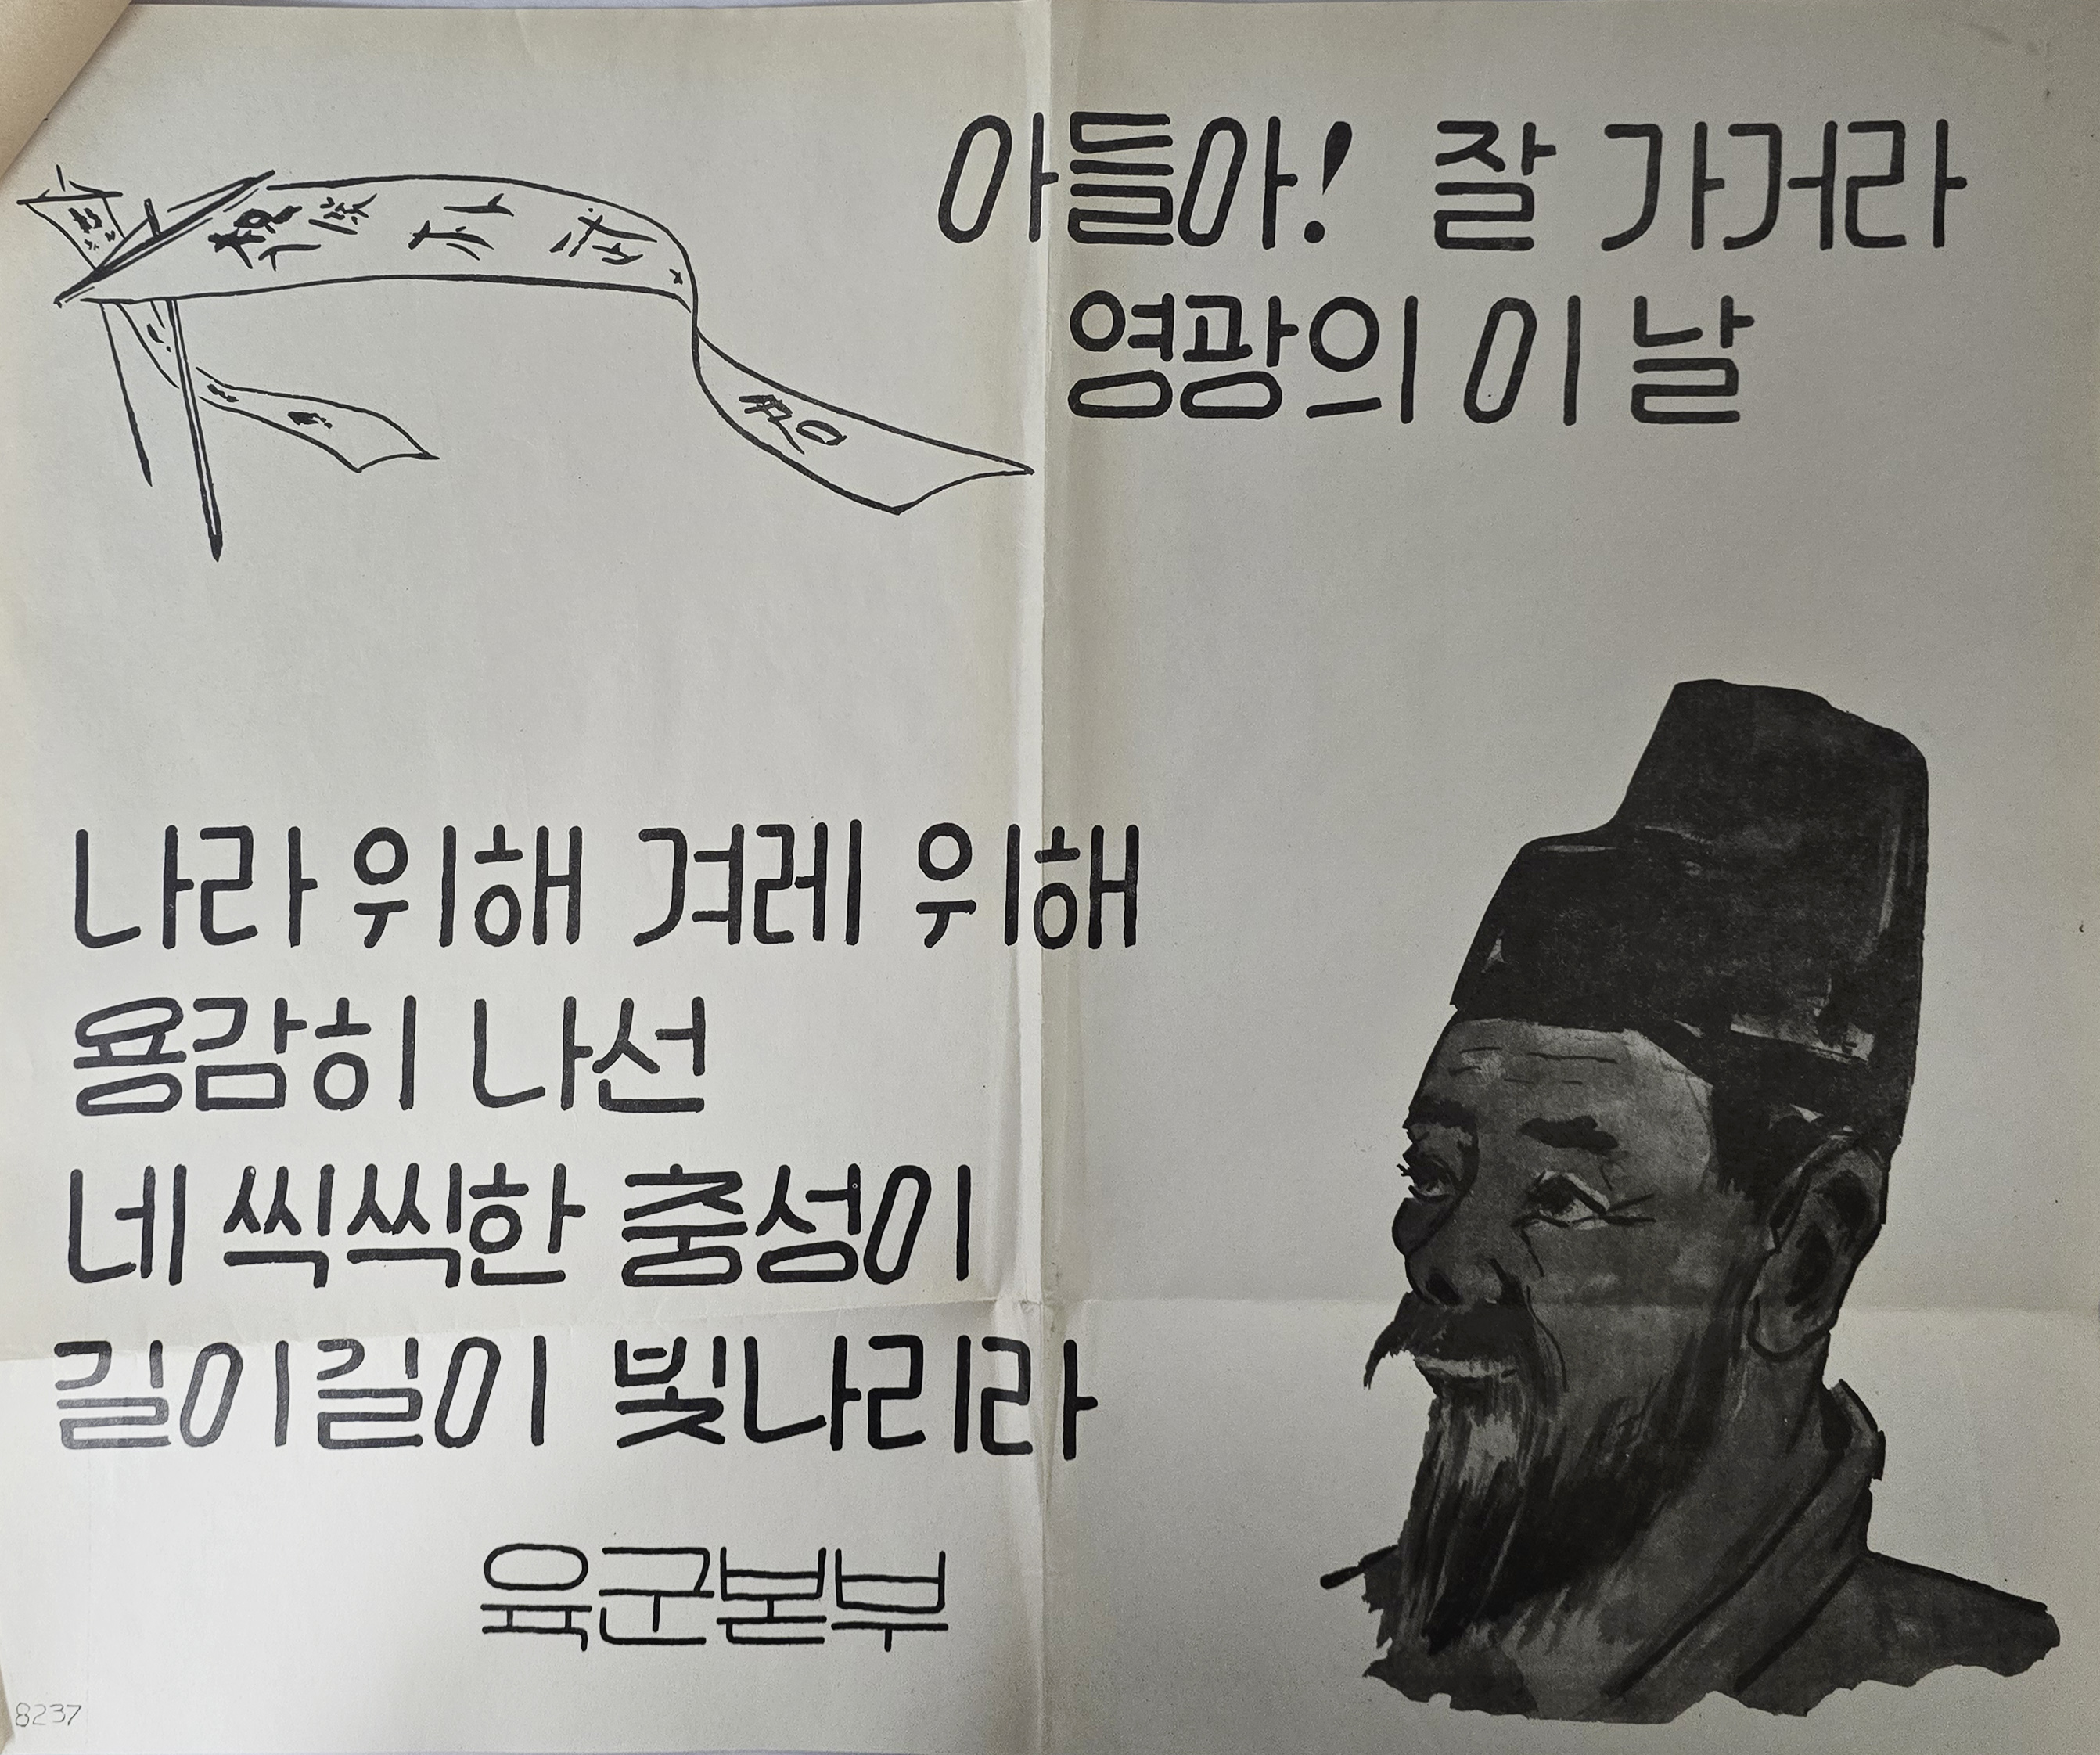 아들아! 잘 가거라
영광의 이 날
나라 위해 겨레 위해
용감히 나선
네 씩씩한 충성이
길이길이 빛나리라
육군본부
8237